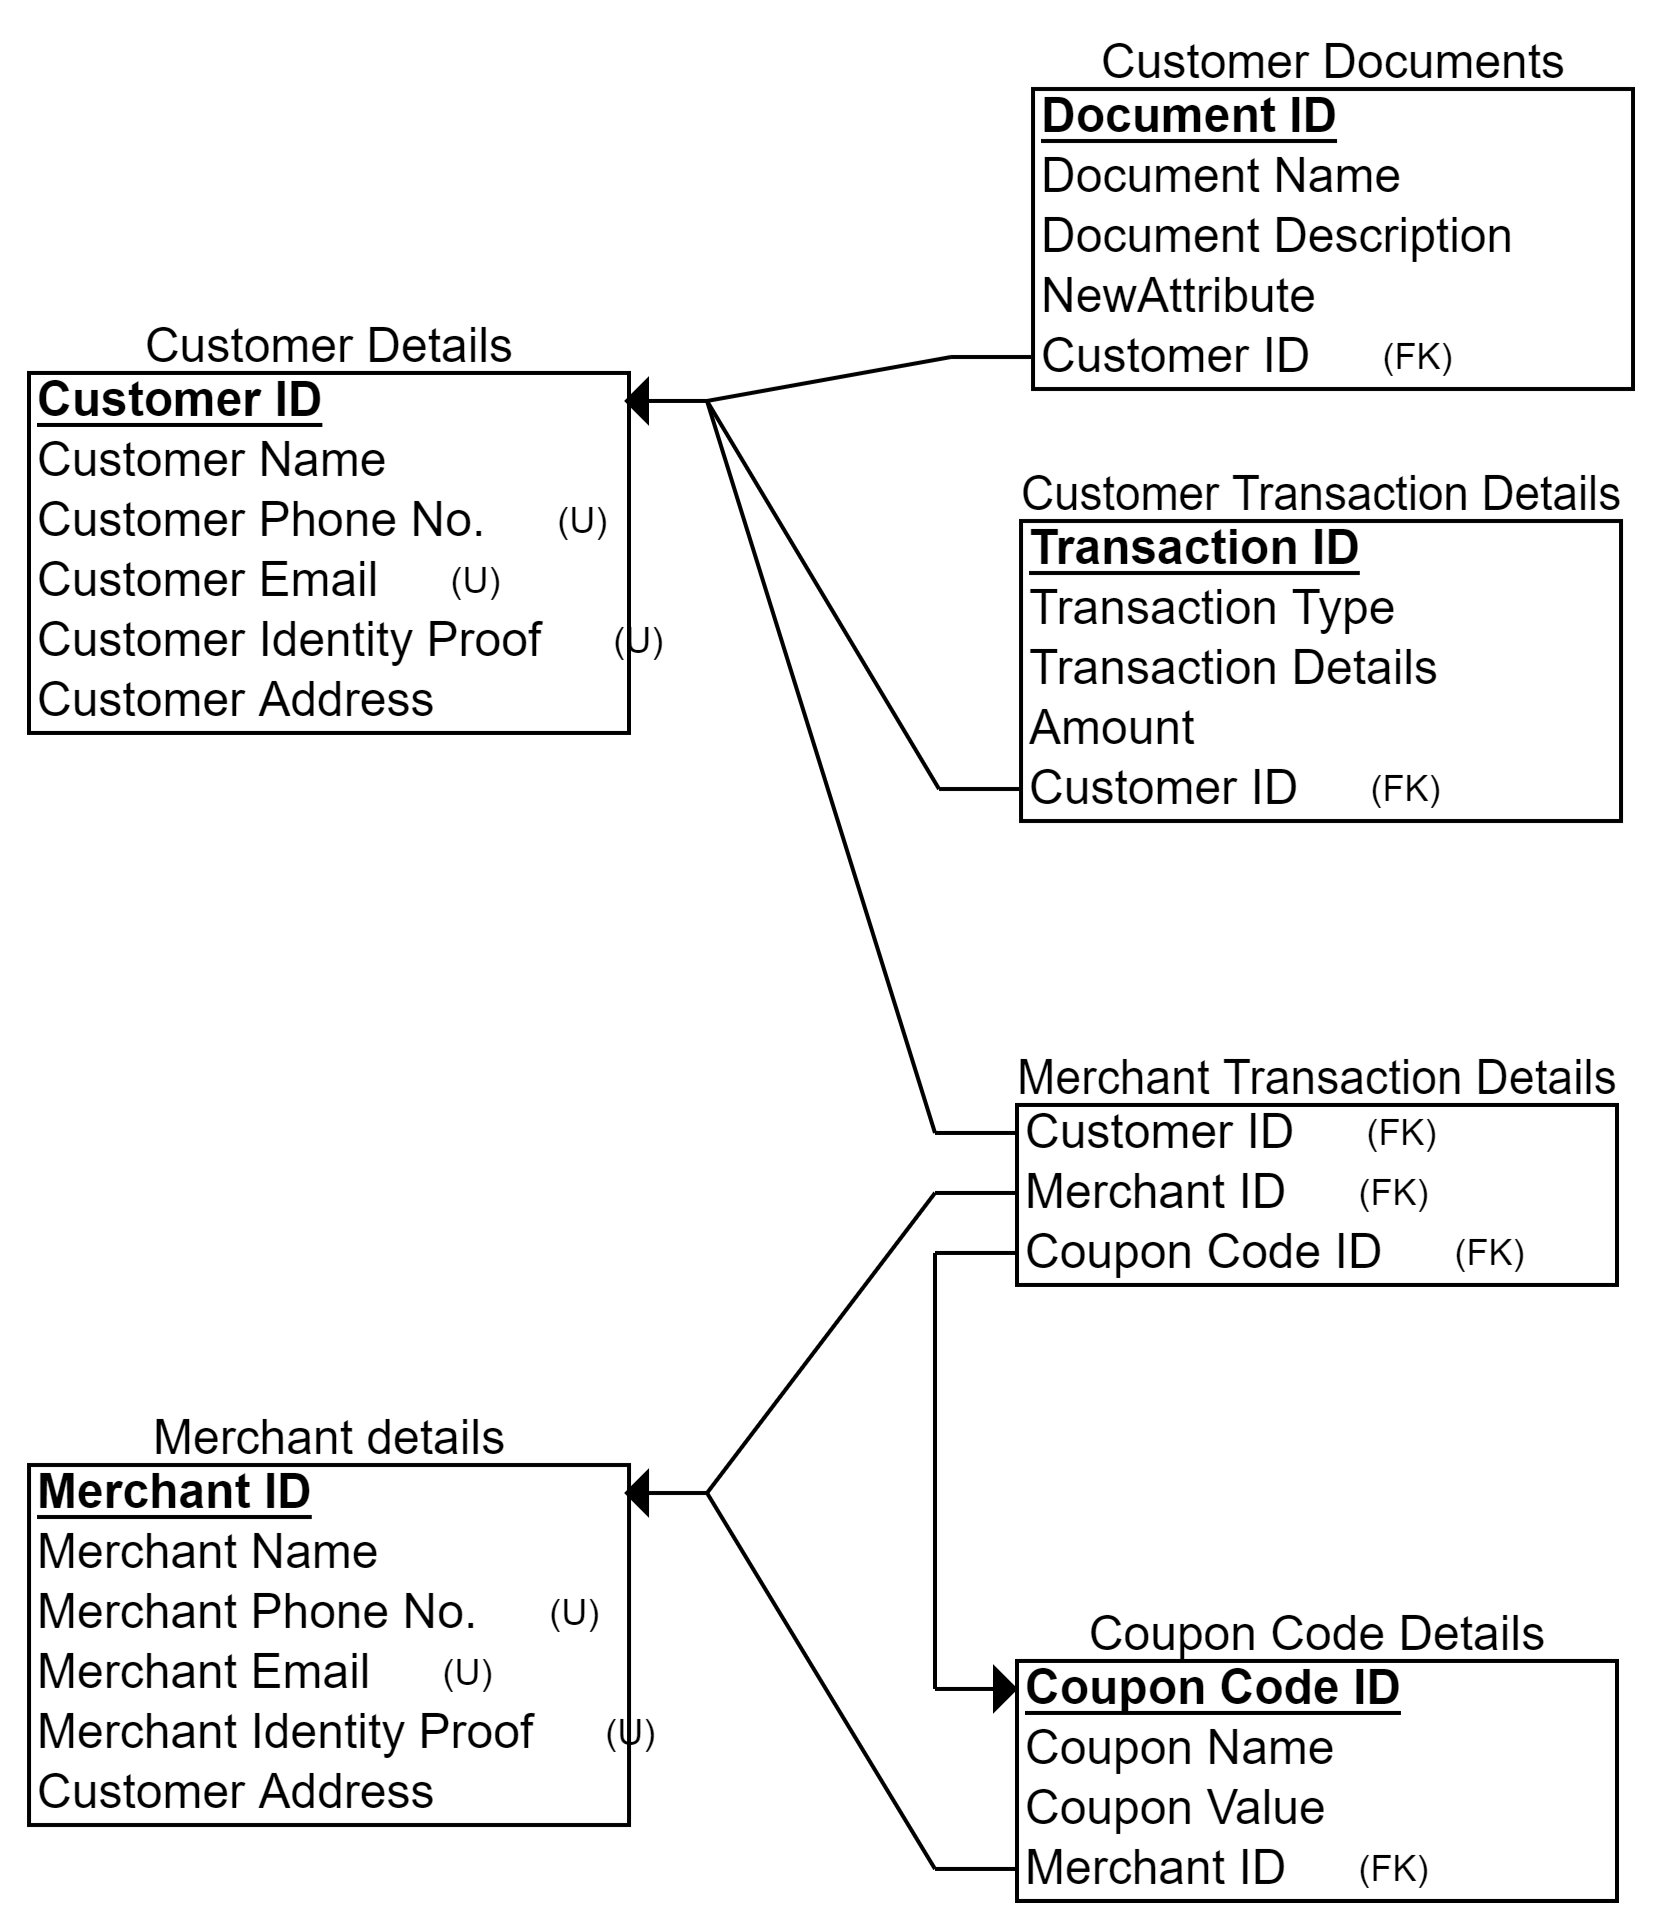 Customer Documents
Document ID
Document Name
Document Description
NewAttribute
Customer ID (FK)
Customer Details
Customer ID
Customer Name
Customer Phone No. (U)
Customer Email (U)
Customer Identity Proof (U)
Customer Address
Customer Transaction Details
Transaction ID
Transaction Type
Transaction Details
Amount
Customer ID (FK)
Merchant Transaction Details
Customer ID (FK)
Merchant ID (FK)
Coupon Code ID (FK)
Merchant details
Merchant ID
Merchant Name
Merchant Phone No. (U)
Merchant Email (U)
Merchant Identity Proof (U)
Customer Address
Coupon Code Details
Coupon Code ID
Coupon Name
Coupon Value
Merchant ID (FK)